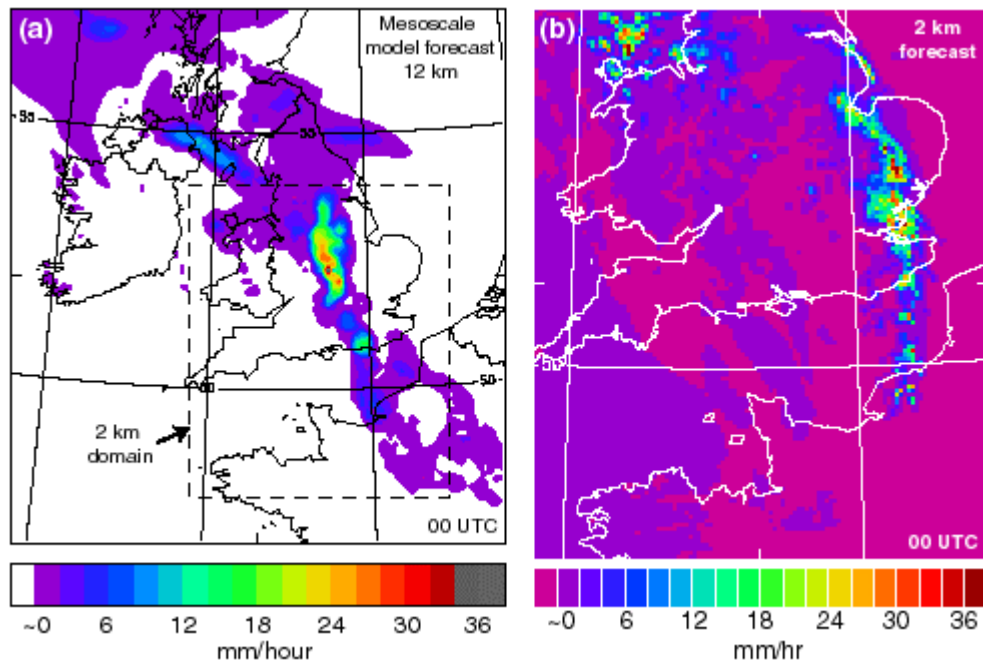 (a)
Mesoscale
model forecast
12 km
55
55
50
50
2 km
domain
00 UTC
~0 6 12 18 24 30 36
mm/hour
(b)
2 km
forecast
50
00 UTC
~0 6 12 18 24 30 36
mm/hr